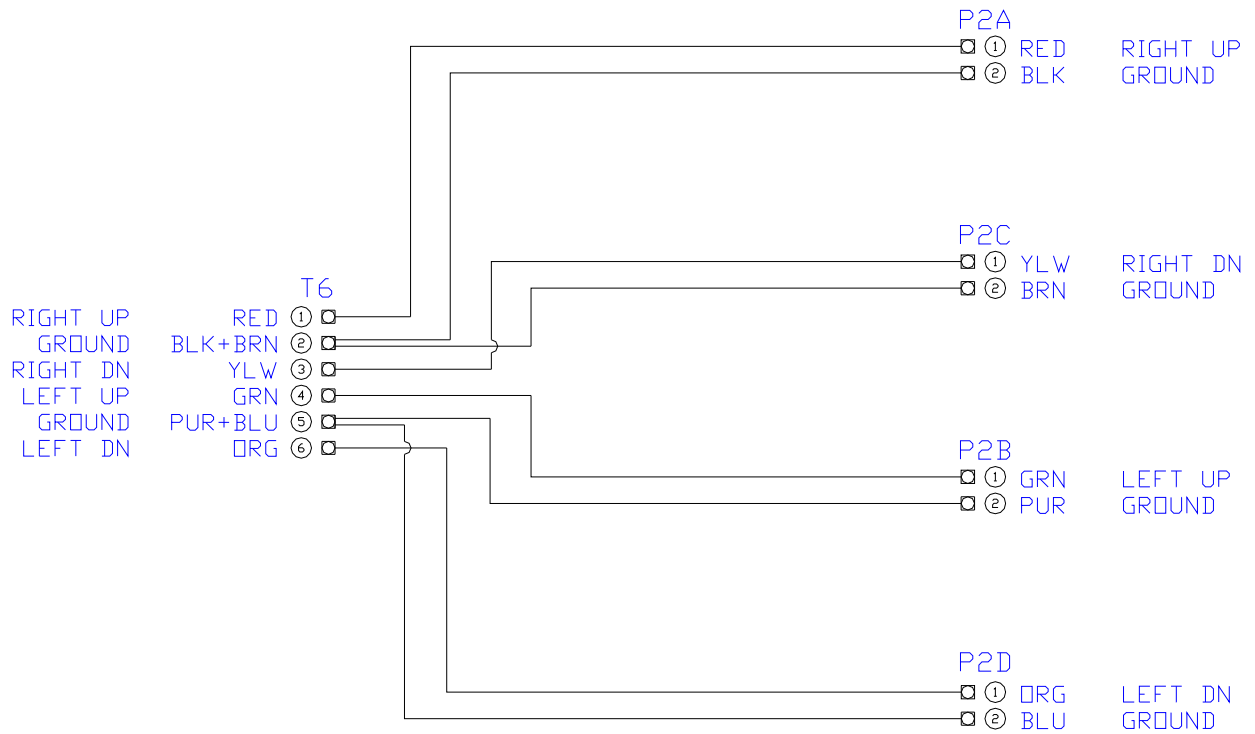 P2A
1 RED RIGHT UP
2 BLK GROUND
P2C
1 YLW RIGHT DN
2 BRN GROUND
T6
RIGHT UP RED 1
GROUND BLK+BRN 2
RIGHT DN YLW 3
LEFT UP GRN 4
GROUND PUR+BLU 5
LEFT DN ORG 6
P2B
1 GRN LEFT UP
2 PUR GROUND
P2D
1 ORG LEFT DN
2 BLU GROUND